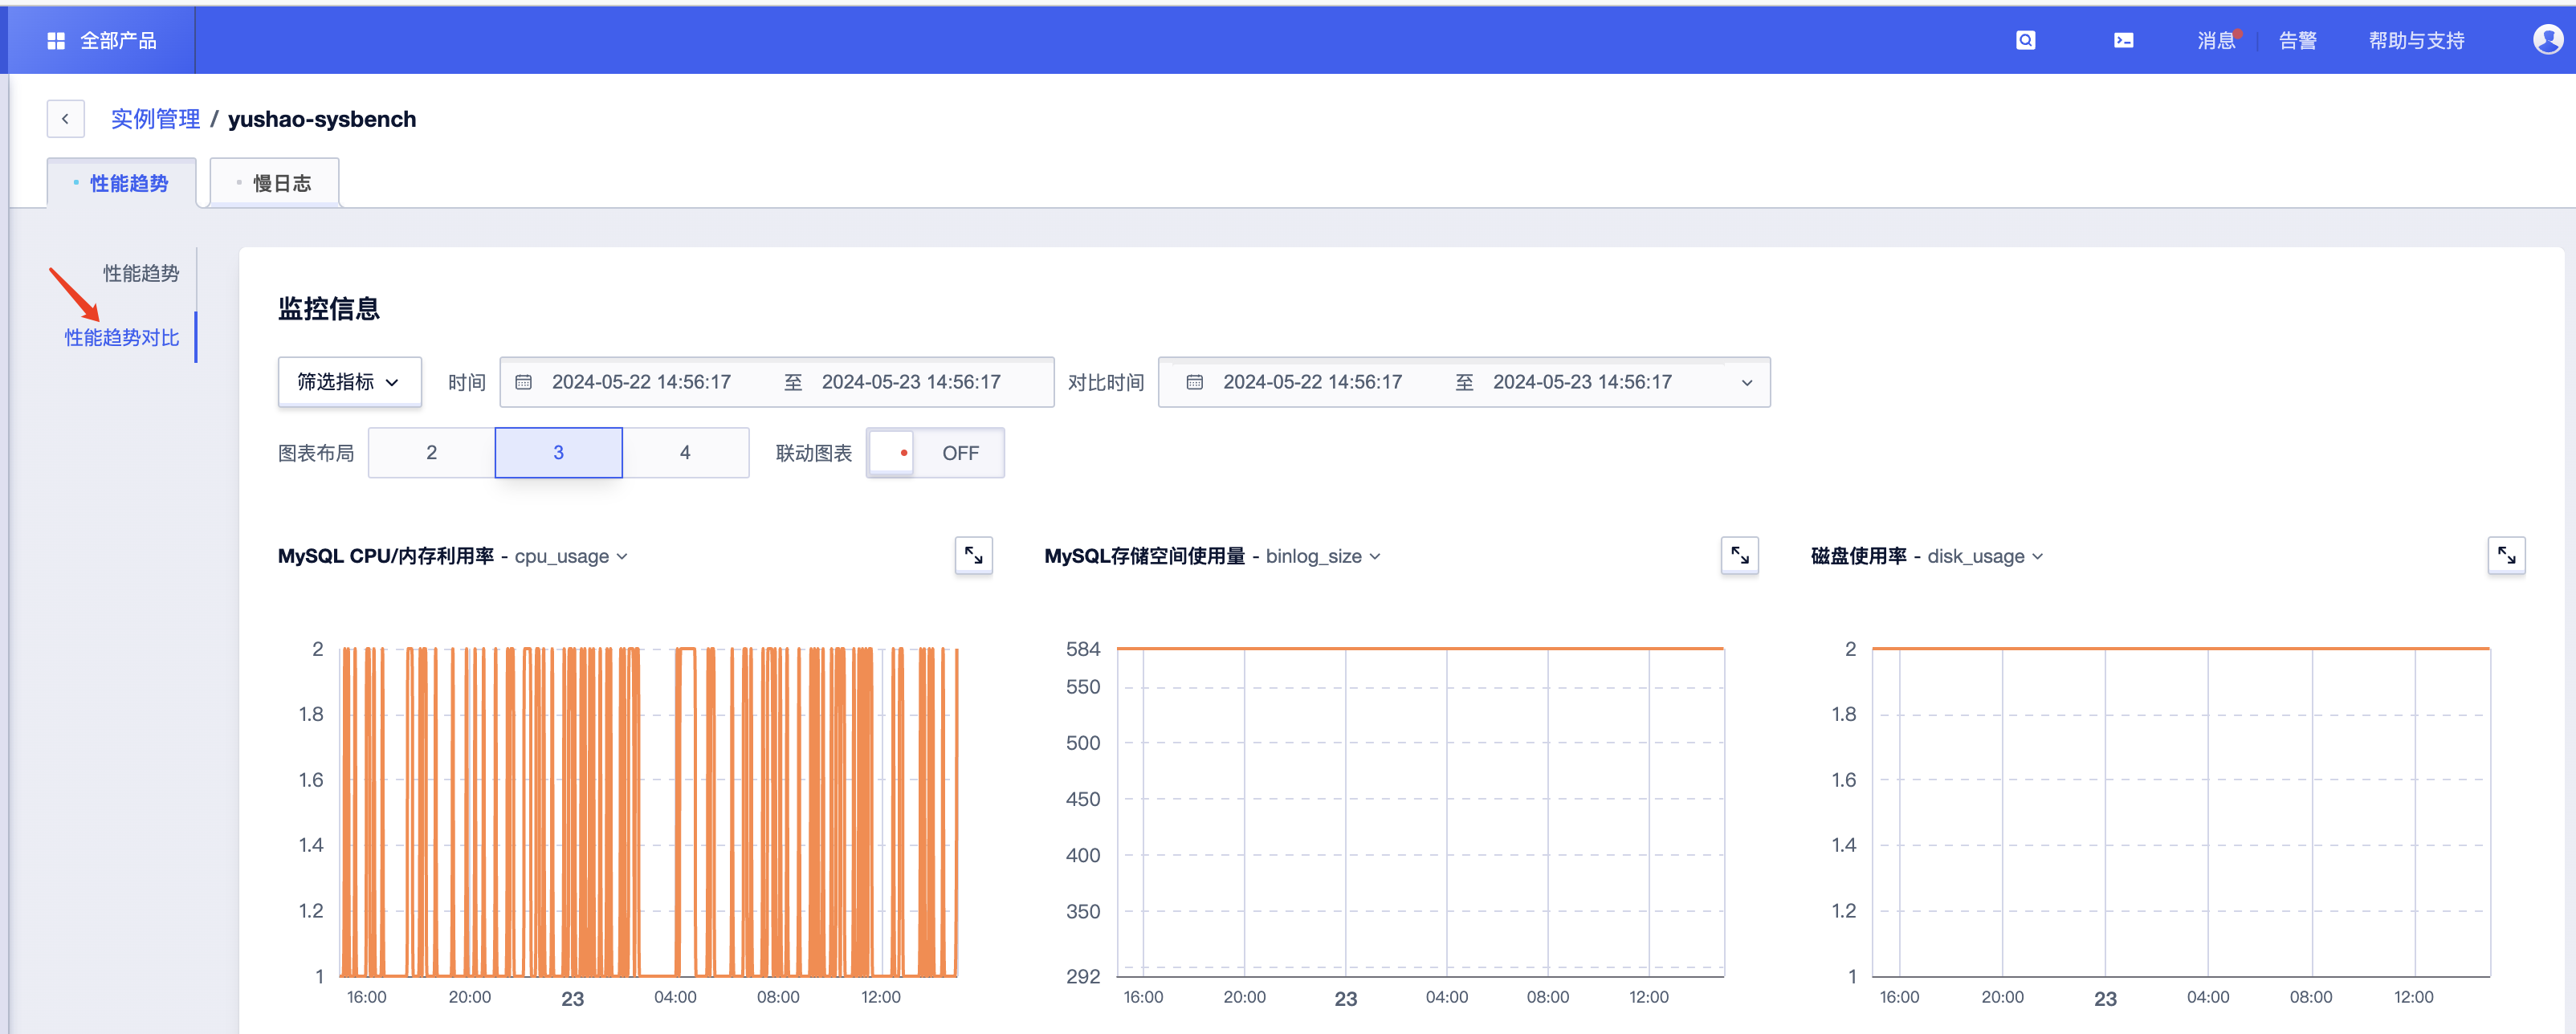 全部产品
消息
告警
帮助与支持
实例管理 / yushao-sysbench
性能趋势
慢日志
性能趋势
性能趋势对比
监控信息
筛选指标
时间
2024-05-22 14:56:17 至 2024-05-23 14:56:17
对比时间
2024-05-22 14:56:17 至 2024-05-23 14:56:17
图表布局
2
3
4
联动图表
OFF
MySQL CPU/内存利用率 - cpu_usage
2
1.8
1.6
1.4
1.2
1
16:00
20:00
23
04:00
08:00
12:00
MySQL存储空间使用量 - binlog_size
584
550
500
450
400
350
292
16:00
20:00
23
04:00
08:00
12:00
磁盘使用率 - disk_usage
2
1.8
1.6
1.4
1.2
1
16:00
20:00
23
04:00
08:00
12:00